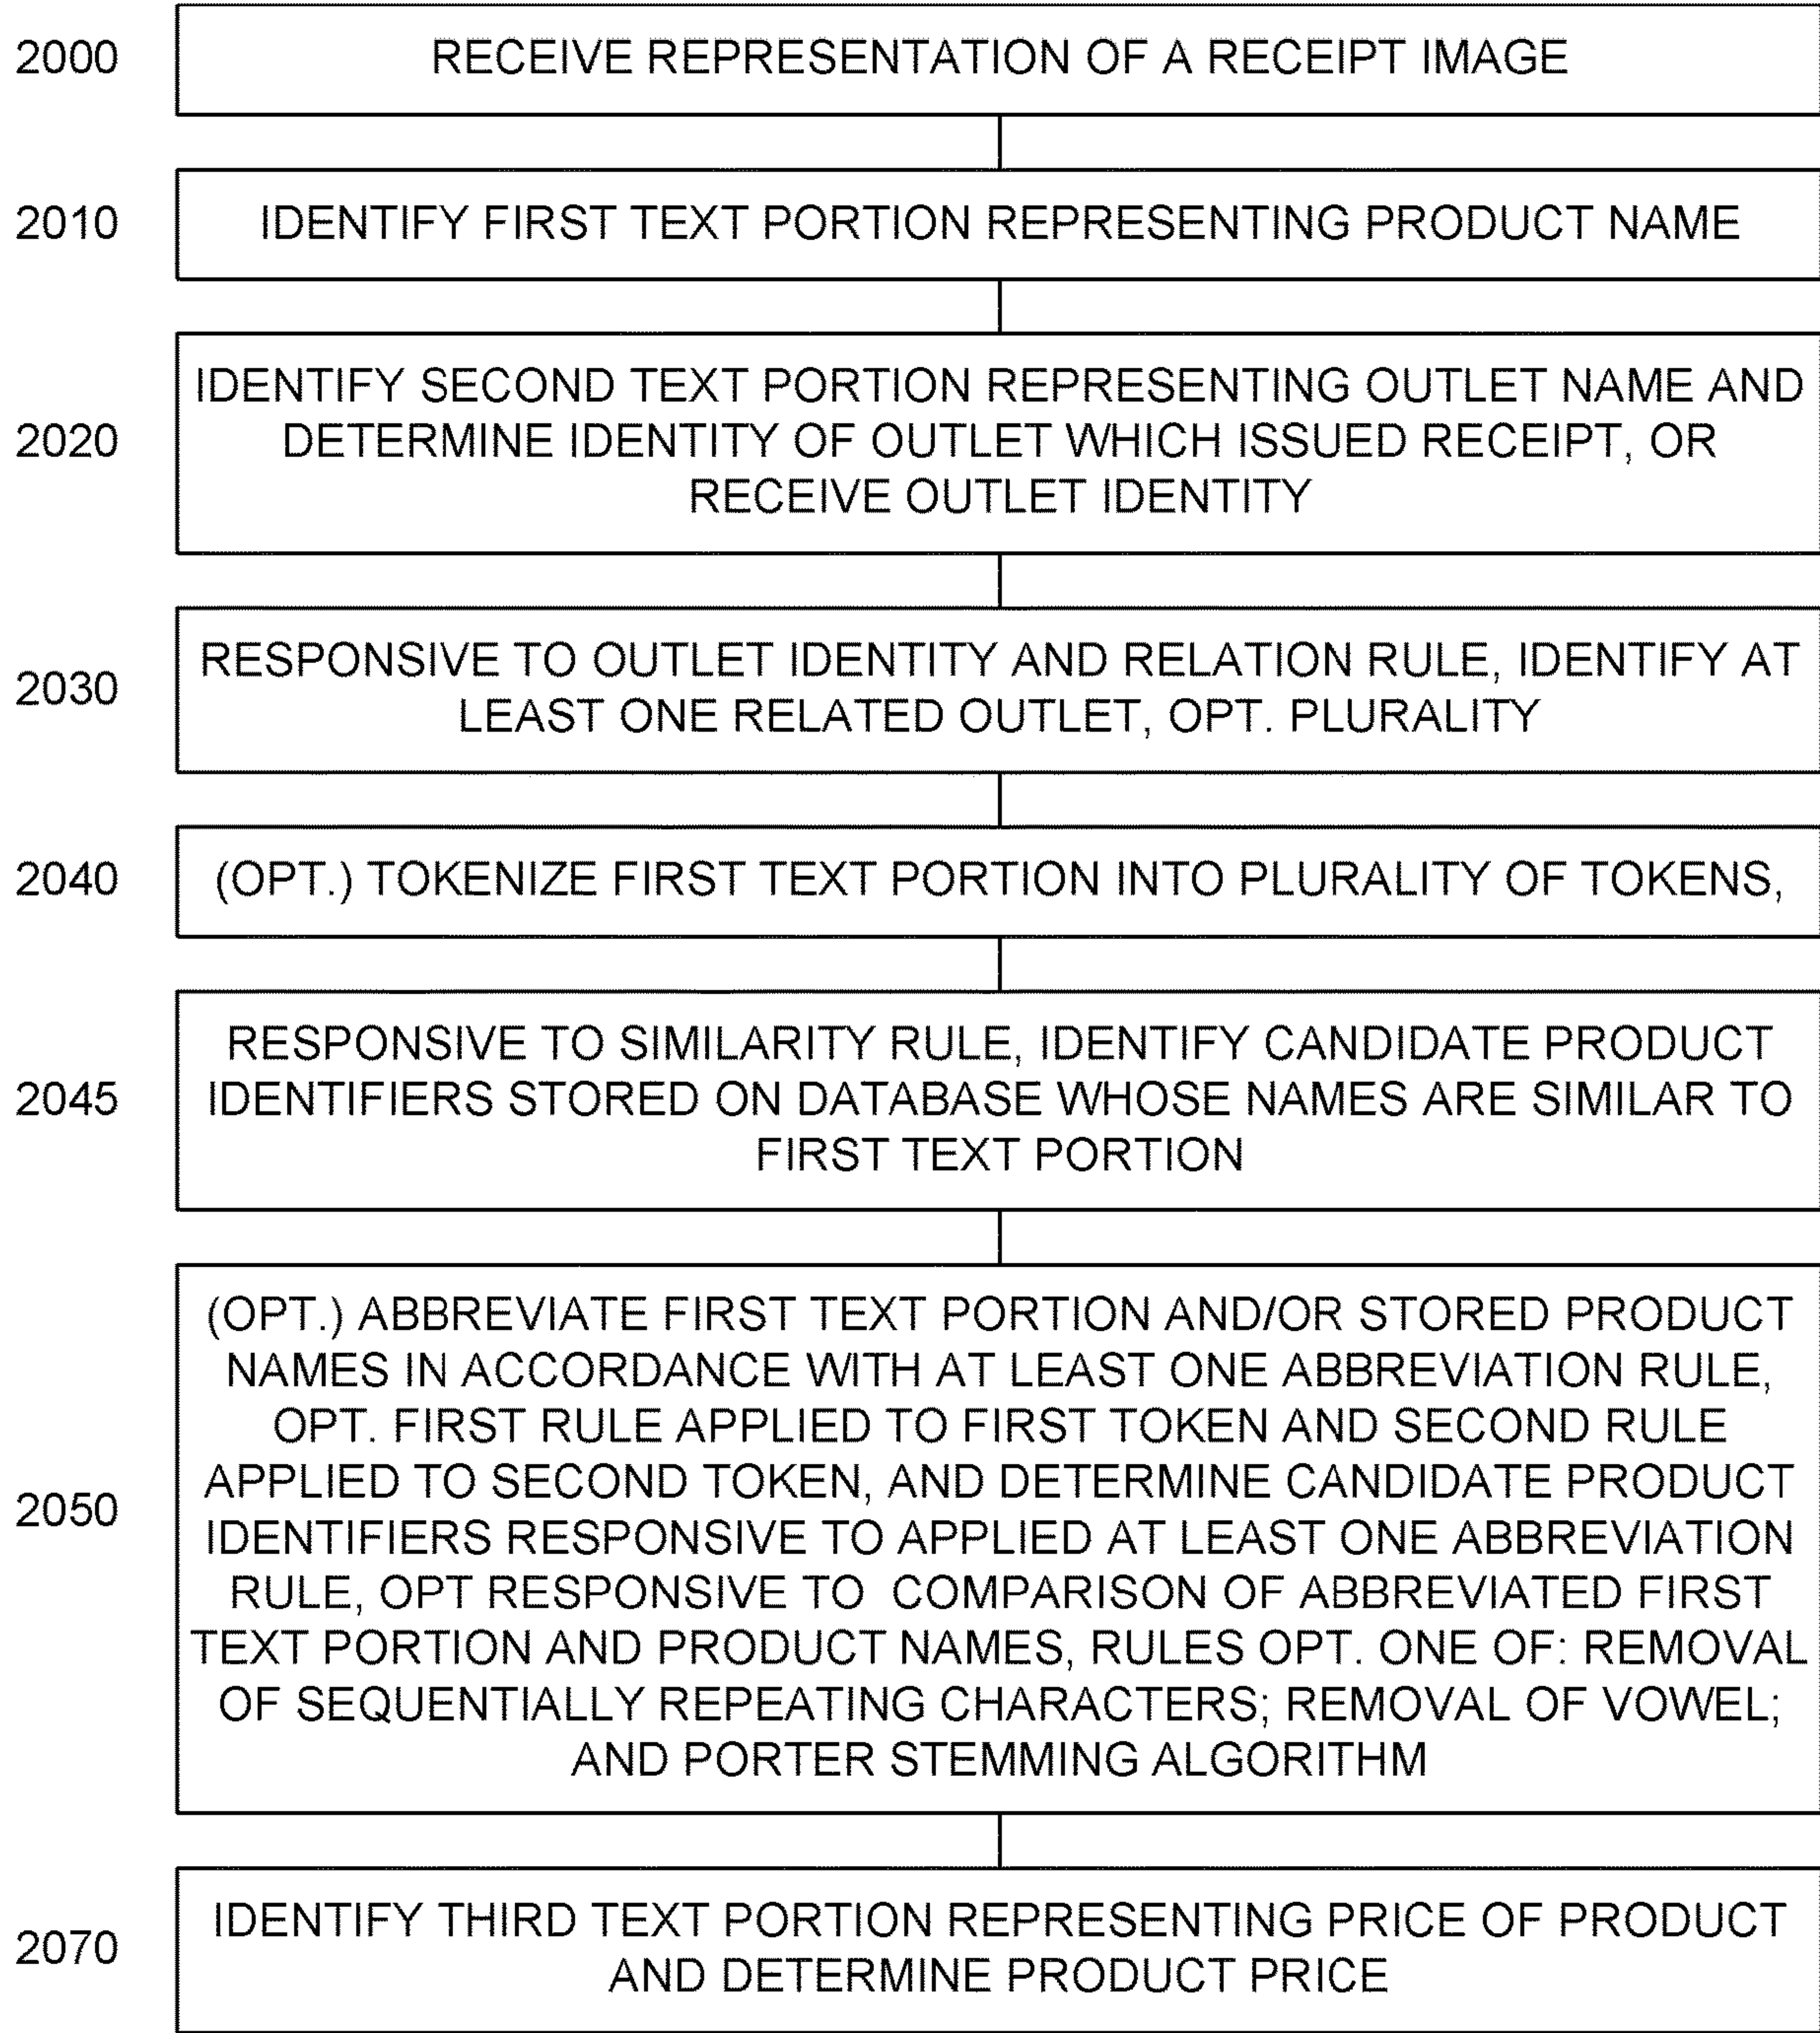 2000
RECEIVE REPRESENTATION OF A RECEIPT IMAGE
2010
IDENTIFY FIRST TEXT PORTION REPRESENTING PRODUCT NAME
2020
IDENTIFY SECOND TEXT PORTION REPRESENTING OUTLET NAME AND
DETERMINE IDENTITY OF OUTLET WHICH ISSUED RECEIPT, OR
RECEIVE OUTLET IDENTITY
2030
RESPONSIVE TO OUTLET IDENTITY AND RELATION RULE, IDENTIFY AT
LEAST ONE RELATED OUTLET, OPT. PLURALITY
2040
(OPT.) TOKENIZE FIRST TEXT PORTION INTO PLURALITY OF TOKENS,
2045
RESPONSIVE TO SIMILARITY RULE, IDENTIFY CANDIDATE PRODUCT
IDENTIFIERS STORED ON DATABASE WHOSE NAMES ARE SIMILAR TO
FIRST TEXT PORTION
2050
(OPT.) ABBREVIATE FIRST TEXT PORTION AND/OR STORED PRODUCT
NAMES IN ACCORDANCE WITH AT LEAST ONE ABBREVIATION RULE,
OPT. FIRST RULE APPLIED TO FIRST TOKEN AND SECOND RULE
APPLIED TO SECOND TOKEN, AND DETERMINE CANDIDATE PRODUCT
IDENTIFIERS RESPONSIVE TO APPLIED AT LEAST ONE ABBREVIATION
RULE, OPT RESPONSIVE TO COMPARISON OF ABBREVIATED FIRST
TEXT PORTION AND PRODUCT NAMES, RULES OPT. ONE OF: REMOVAL
OF SEQUENTIALLY REPEATING CHARACTERS; REMOVAL OF VOWEL;
AND PORTER STEMMING ALGORITHM
2070
IDENTIFY THIRD TEXT PORTION REPRESENTING PRICE OF PRODUCT
AND DETERMINE PRODUCT PRICE